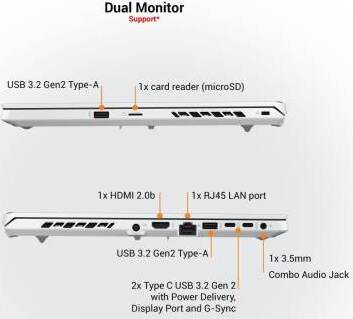 Dual Monitor
Support*
USB 3.2 Gen2 Type-A
1x card reader (microSD)
1x HDMI 2.0b
1x RJ45 LAN port
USB 3.2 Gen2 Type-A
1x 3.5mm
Combo Audio Jack
2x Type C USB 3.2 Gen 2
with Power Delivery,
Display Port and G-Sync